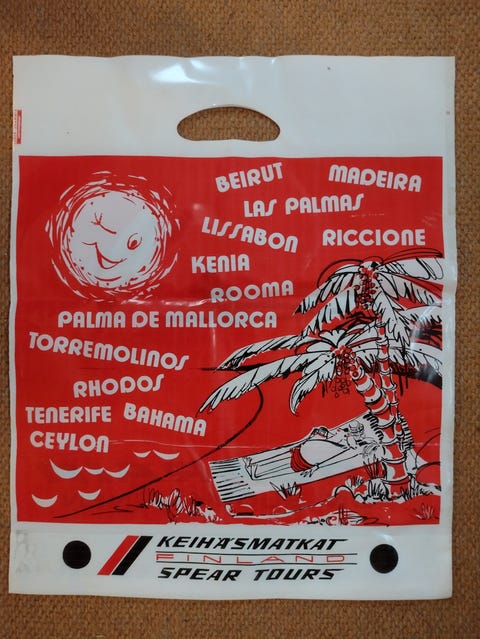 BEIRUT MADEIRA
LAS PALMAS
LISSABON RICCIONE
KENIA
ROOMA
PALMA DE MALLORCA
TORREMOLINOS
RHODOS
TENERIFE BAHAMA
CEYLON
KEIHÄSMATKAT
FINLAND
SPEAR TOURS